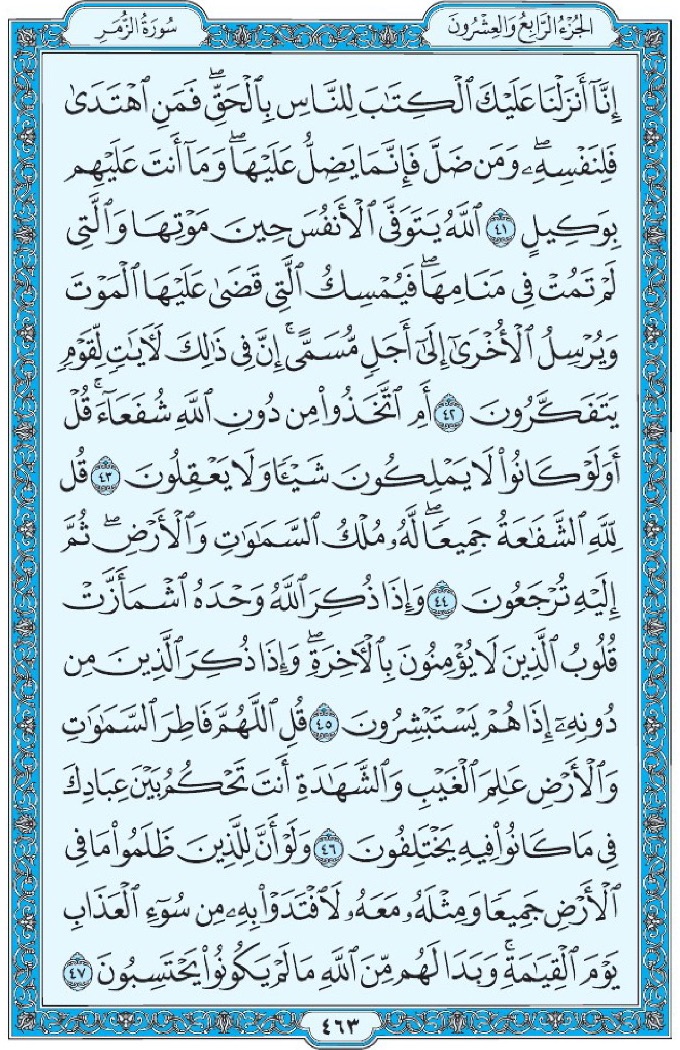 الجُزْءُ الرَّابِعُ وَالعِشْرُونَ
سُورَةُ الزُّمَرِ
إِنَّآ أَنزَلْنَا عَلَيْكَ ٱلْكِتَٰبَ لِلنَّاسِ بِٱلْحَقِّۖ فَمَنِ ٱهْتَدَىٰ
فَلِنَفْسِهِۦۖ وَمَن ضَلَّ فَإِنَّمَا يَضِلُّ عَلَيْهَاۖ وَمَآ أَنتَ عَلَيْهِم
بِوَكِيلٍ ٤١ ٱللَّهُ يَتَوَفَّى ٱلْأَنفُسَ حِينَ مَوْتِهَا وَٱلَّتِى
لَمْ تَمُتْ فِى مَنَامِهَاۖ فَيُمْسِكُ ٱلَّتِى قَضَىٰ عَلَيْهَا ٱلْمَوْتَ
وَيُرْسِلُ ٱلْأُخْرَىٰٓ إِلَىٰٓ أَجَلٍ مُّسَمًّىۚ إِنَّ فِى ذَٰلِكَ لَءَايَٰتٍ لِّقَوْمٍ
يَتَفَكَّرُونَ ٤٢ أَمِ ٱتَّخَذُوا۟ مِن دُونِ ٱللَّهِ شُفَعَآءَۚ قُلْ
أَوَلَوْ كَانُوا۟ لَا يَمْلِكُونَ شَيْـًٔا وَلَا يَعْقِلُونَ ٤٣ قُل
لِّلَّهِ ٱلشَّفَٰعَةُ جَمِيعًاۖ لَّهُۥ مُلْكُ ٱلسَّمَٰوَٰتِ وَٱلْأَرْضِۖ ثُمَّ
إِلَيْهِ تُرْجَعُونَ ٤٤ وَإِذَا ذُكِرَ ٱللَّهُ وَحْدَهُ ٱشْمَأَزَّتْ
قُلُوبُ ٱلَّذِينَ لَا يُؤْمِنُونَ بِٱلْءَاخِرَةِۖ وَإِذَا ذُكِرَ ٱلَّذِينَ مِن
دُونِهِۦٓ إِذَا هُمْ يَسْتَبْشِرُونَ ٤٥ قُلِ ٱللَّهُمَّ فَاطِرَ ٱلسَّمَٰوَٰتِ
وَٱلْأَرْضِ عَٰلِمَ ٱلْغَيْبِ وَٱلشَّهَٰدَةِ أَنتَ تَحْكُمُ بَيْنَ عِبَادِكَ
فِى مَا كَانُوا۟ فِيهِ يَخْتَلِفُونَ ٤٦ وَلَوْ أَنَّ لِلَّذِينَ ظَلَمُوا۟ مَا فِى
ٱلْأَرْضِ جَمِيعًا وَمِثْلَهُۥ مَعَهُۥ لَٱفْتَدَوْا۟ بِهِۦ مِن سُوٓءِ ٱلْعَذَابِ
يَوْمَ ٱلْقِيَٰمَةِۚ وَبَدَا لَهُم مِّنَ ٱللَّهِ مَا لَمْ يَكُونُوا۟ يَحْتَسِبُونَ ٤٧
٤٦٣